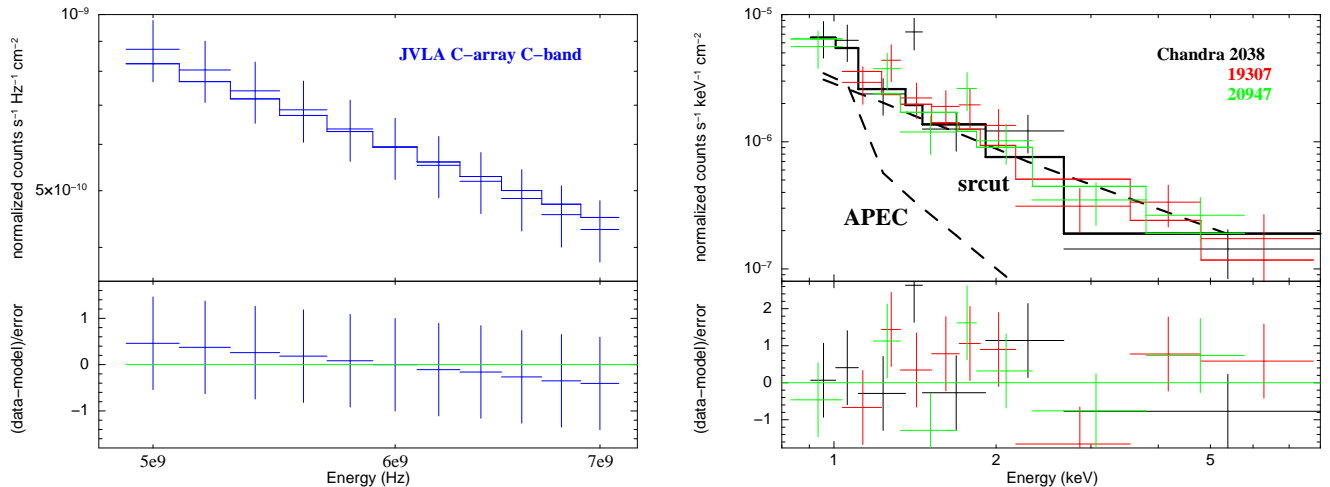 10⁻⁹
5×10⁻¹⁰
normalized counts s⁻¹ Hz⁻¹ cm⁻²
JVLA C−array C−band
1
0
−1
(data−model)/error
5e9
6e9
7e9
Energy (Hz)
10⁻⁵
10⁻⁶
10⁻⁷
normalized counts s⁻¹ keV⁻¹ cm⁻²
Chandra 2038
19307
20947
srcut
APEC
2
1
0
−1
(data−model)/error
1
2
5
Energy (keV)